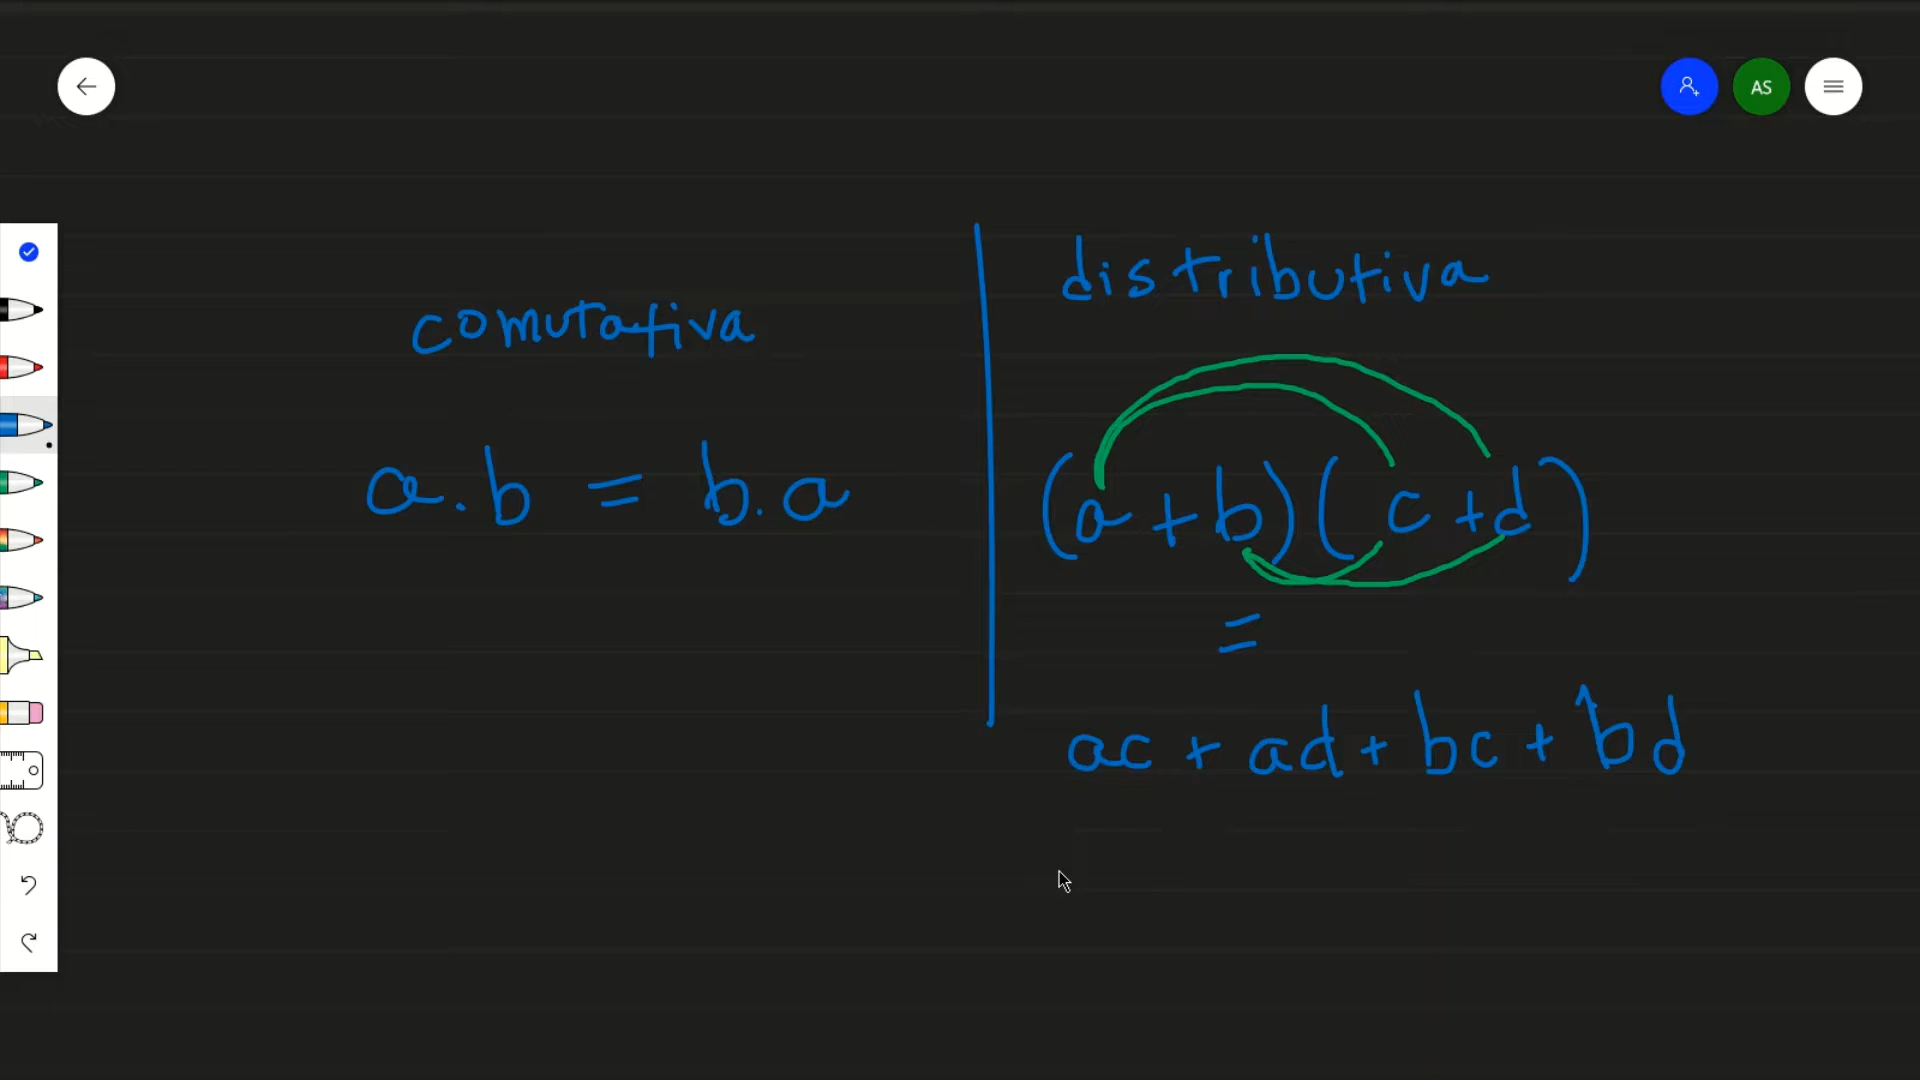 AS
comutativa
a.b = b.a
distributiva
(a+b)(c+d)
=
ac + ad + bc + bd